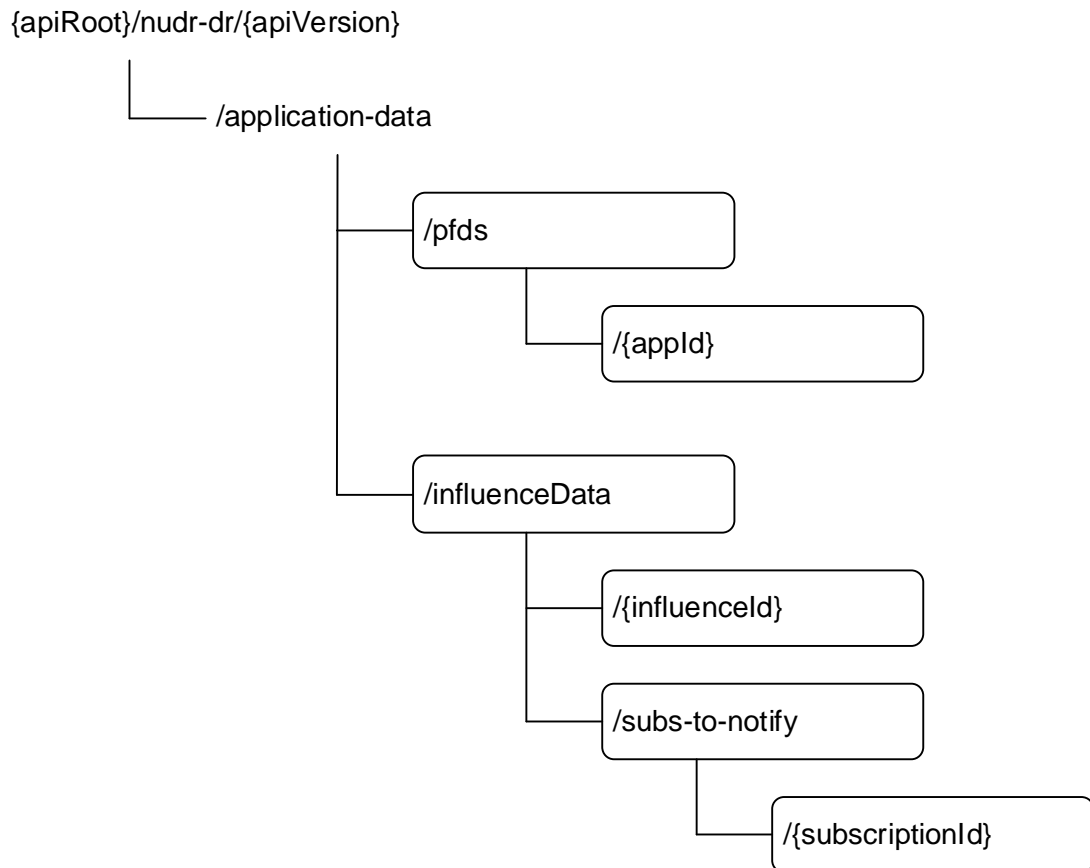 {apiRoot}/nudr-dr/{apiVersion}
/application-data
/pfds
/{appId}
/influenceData
/{influenceId}
/subs-to-notify
/{subscriptionId}